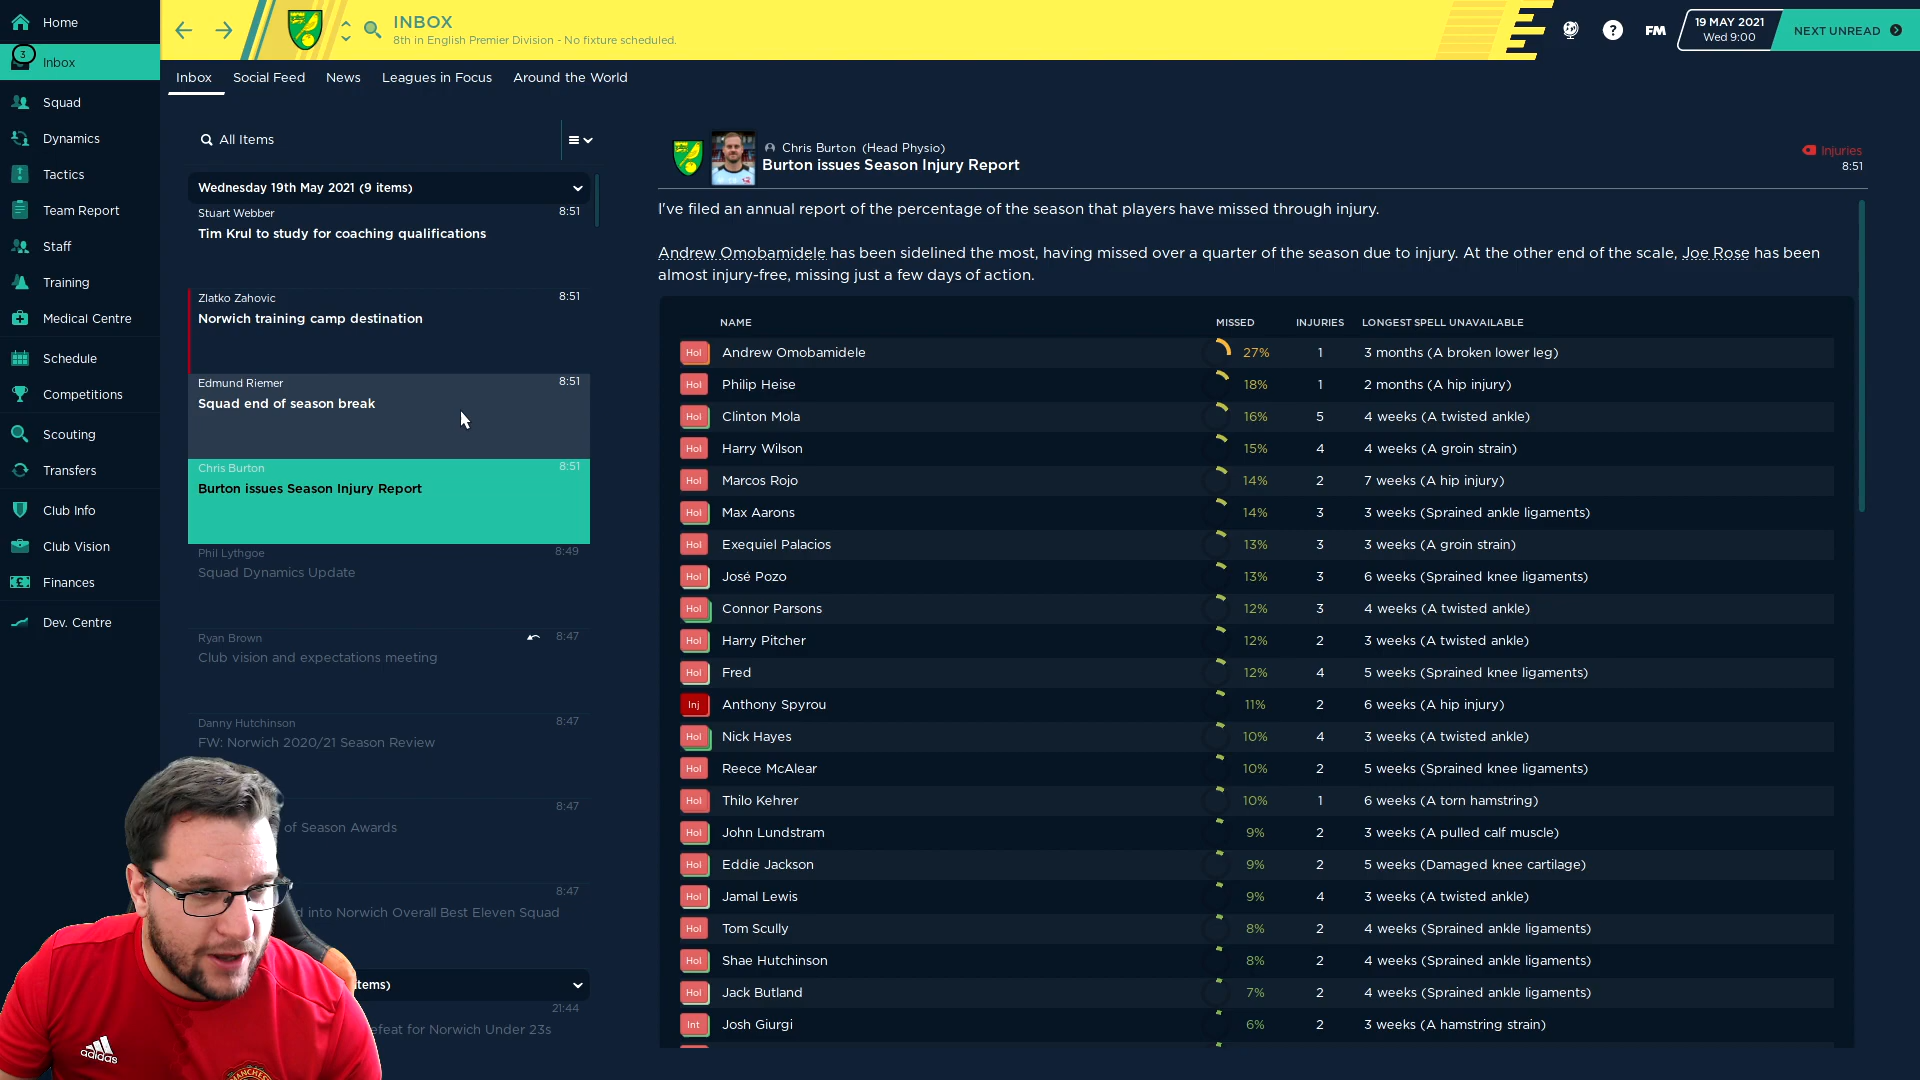 Home
3
Inbox
Squad
Dynamics
Tactics
Team Report
Staff
Training
Medical Centre
Schedule
Competitions
Scouting
Transfers
Club Info
Club Vision
Finances
Dev. Centre
INBOX
8th in English Premier Division - No fixture scheduled.
?
FM
19 MAY 2021
Wed 9:00
NEXT UNREAD
Inbox Social Feed News Leagues in Focus Around the World
All Items
Wednesday 19th May 2021 (9 items)
Stuart Webber 8:51
Tim Krul to study for coaching qualifications
Zlatko Zahovic 8:51
Norwich training camp destination
Edmund Riemer 8:51
Squad end of season break
Chris Burton 8:51
Burton issues Season Injury Report
Phil Lythgoe 8:49
Squad Dynamics Update
Ryan Brown 8:47
Club vision and expectations meeting
Danny Hutchinson 8:47
FW: Norwich 2020/21 Season Review
8:47
of Season Awards
8:47
into Norwich Overall Best Eleven Squad
tems)
21:44
efeat for Norwich Under 23s
Chris Burton (Head Physio)
Burton issues Season Injury Report
Injuries
8:51
I've filed an annual report of the percentage of the season that players have missed through injury.
Andrew Omobamidele has been sidelined the most, having missed over a quarter of the season due to injury. At the other end of the scale, Joe Rose has been
almost injury-free, missing just a few days of action.
NAME MISSED INJURIES LONGEST SPELL UNAVAILABLE
Hol Andrew Omobamidele 27% 1 3 months (A broken lower leg)
Hol Philip Heise 18% 1 2 months (A hip injury)
Hol Clinton Mola 16% 5 4 weeks (A twisted ankle)
Hol Harry Wilson 15% 4 4 weeks (A groin strain)
Hol Marcos Rojo 14% 2 7 weeks (A hip injury)
Hol Max Aarons 14% 3 3 weeks (Sprained ankle ligaments)
Hol Exequiel Palacios 13% 3 3 weeks (A groin strain)
Hol José Pozo 13% 3 6 weeks (Sprained knee ligaments)
Hol Connor Parsons 12% 3 4 weeks (A twisted ankle)
Hol Harry Pitcher 12% 2 3 weeks (A twisted ankle)
Hol Fred 12% 4 5 weeks (Sprained knee ligaments)
Inj Anthony Spyrou 11% 2 6 weeks (A hip injury)
Hol Nick Hayes 10% 4 3 weeks (A twisted ankle)
Hol Reece McAlear 10% 2 5 weeks (Sprained knee ligaments)
Hol Thilo Kehrer 10% 1 6 weeks (A torn hamstring)
Hol John Lundstram 9% 2 3 weeks (A pulled calf muscle)
Hol Eddie Jackson 9% 2 5 weeks (Damaged knee cartilage)
Hol Jamal Lewis 9% 4 3 weeks (A twisted ankle)
Hol Tom Scully 8% 2 4 weeks (Sprained ankle ligaments)
Hol Shae Hutchinson 8% 2 4 weeks (Sprained ankle ligaments)
Hol Jack Butland 7% 2 4 weeks (Sprained ankle ligaments)
Int Josh Giurgi 6% 2 3 weeks (A hamstring strain)
adidas
MANCHES